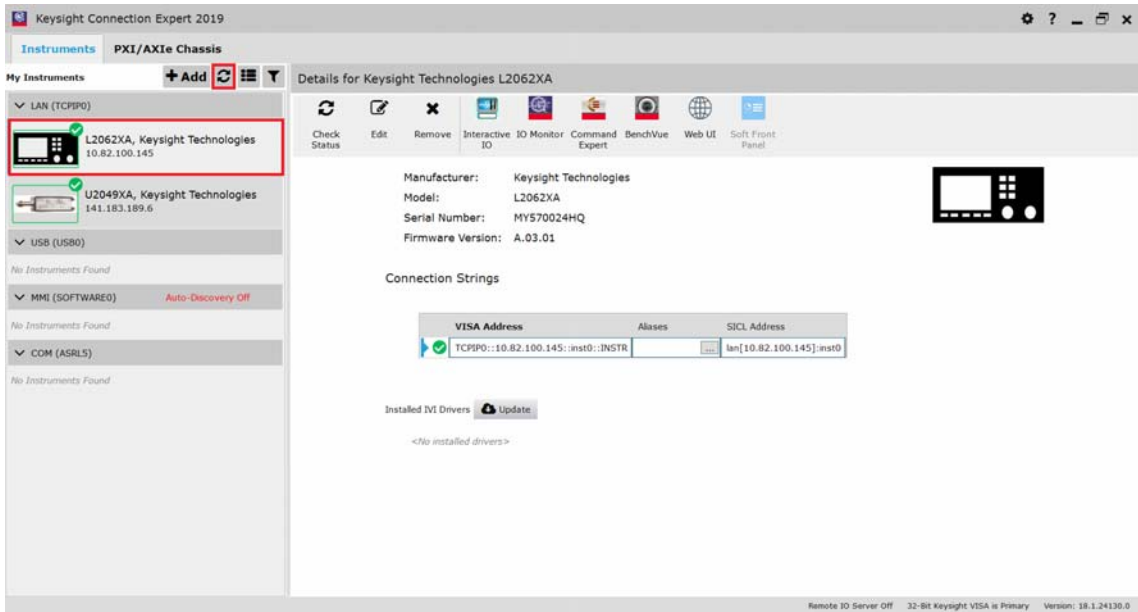 Keysight Connection Expert 2019
Instruments PXI/AXIe Chassis
My Instruments
+ Add
LAN (TCPIP0)
L2062XA, Keysight Technologies
10.82.100.145
U2049XA, Keysight Technologies
141.183.189.6
USB (USB0)
No Instruments Found
MMI (SOFTWARE0) Auto-Discovery Off
No Instruments Found
COM (ASRL5)
No Instruments Found
Details for Keysight Technologies L2062XA
Check Status
Edit
Remove
Interactive IO
IO Monitor
Command Expert
BenchVue
Web UI
Soft Front Panel
Manufacturer: Keysight Technologies
Model: L2062XA
Serial Number: MY570024HQ
Firmware Version: A.03.01
Connection Strings
VISA Address Aliases SICL Address
TCPIP0::10.82.100.145::inst0::INSTR ... lan[10.82.100.145]:inst0
Installed IVI Drivers Update
<No installed drivers>
Remote IO Server Off 32-Bit Keysight VISA is Primary Version: 18.1.24130.0